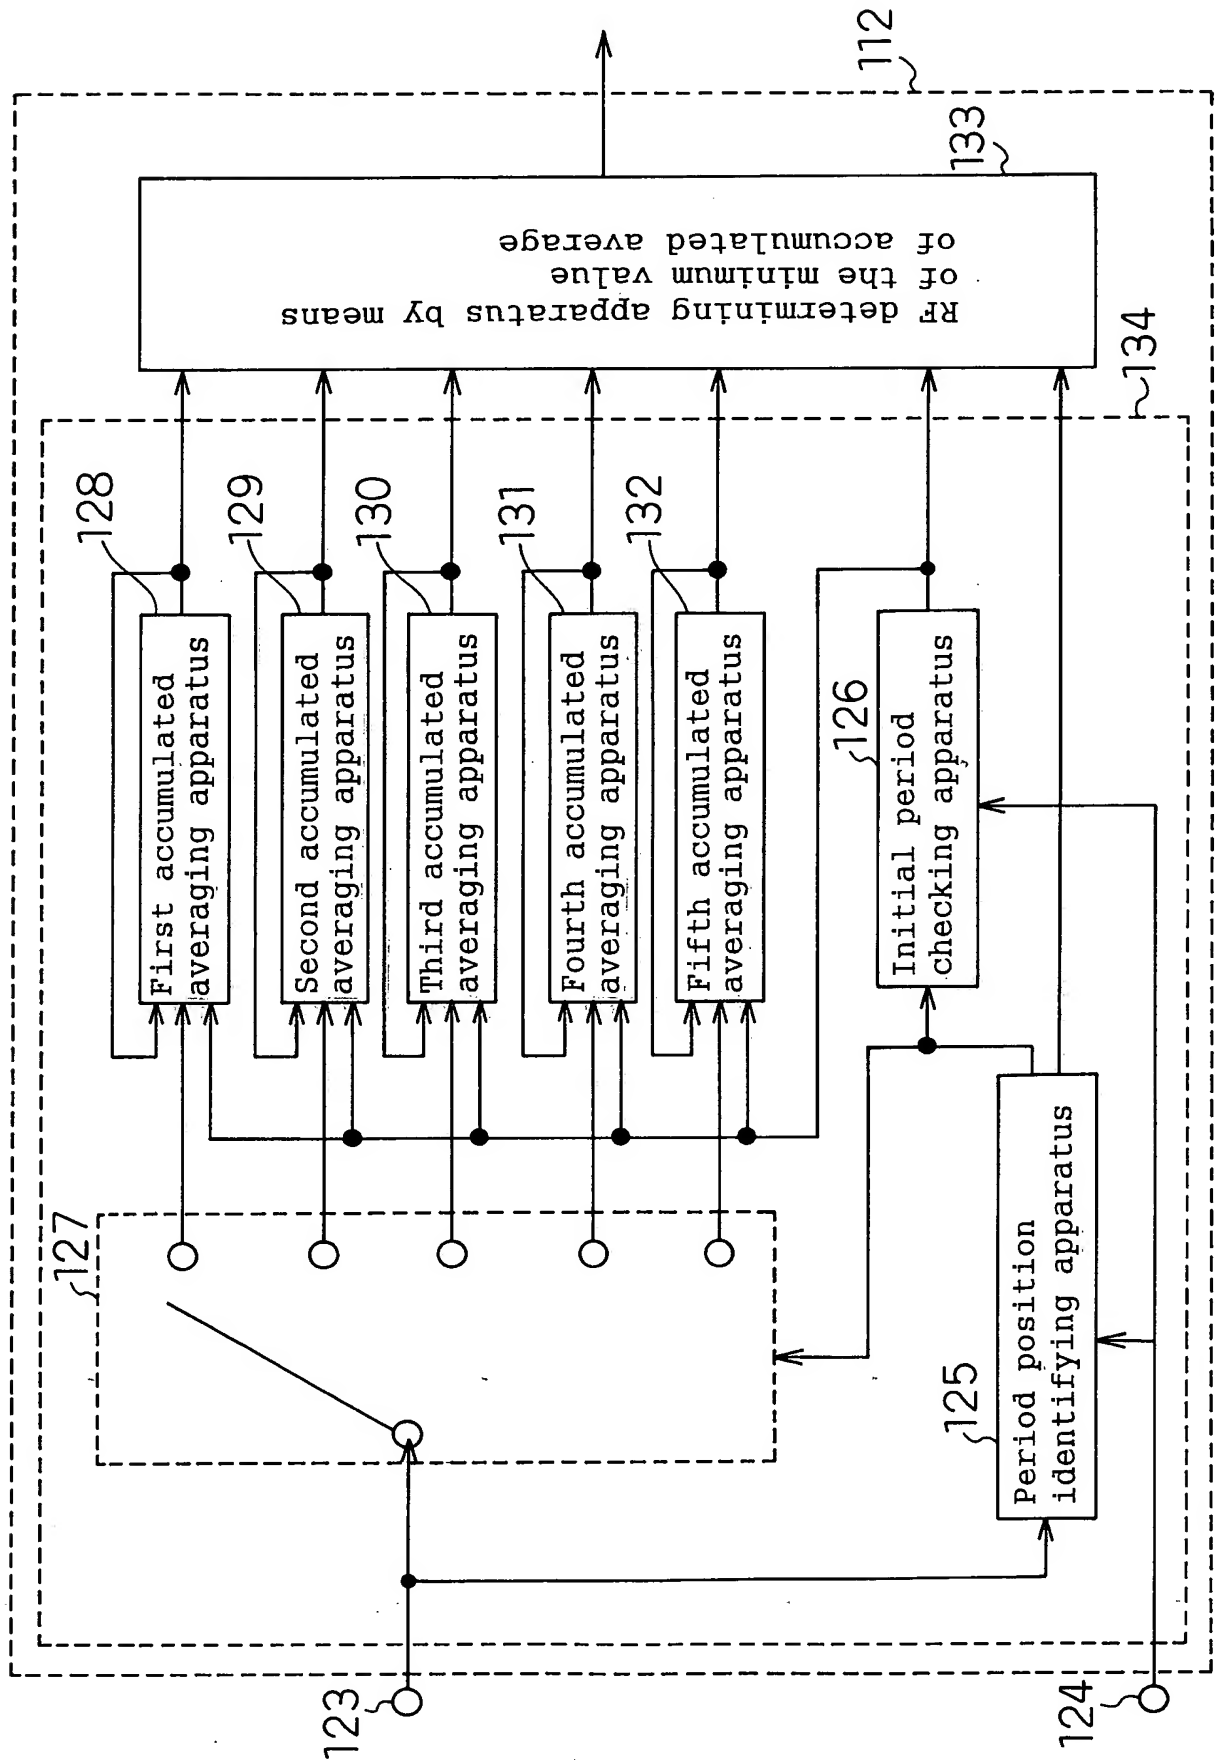 112
133
RF determining apparatus by means
of the minimum value
of accumulated average
134
128
First accumulated
averaging apparatus
129
Second accumulated
averaging apparatus
130
Third accumulated
averaging apparatus
131
Fourth accumulated
averaging apparatus
132
Fifth accumulated
averaging apparatus
126
Initial period
checking apparatus
127
125
Period position
identifying apparatus
123
124